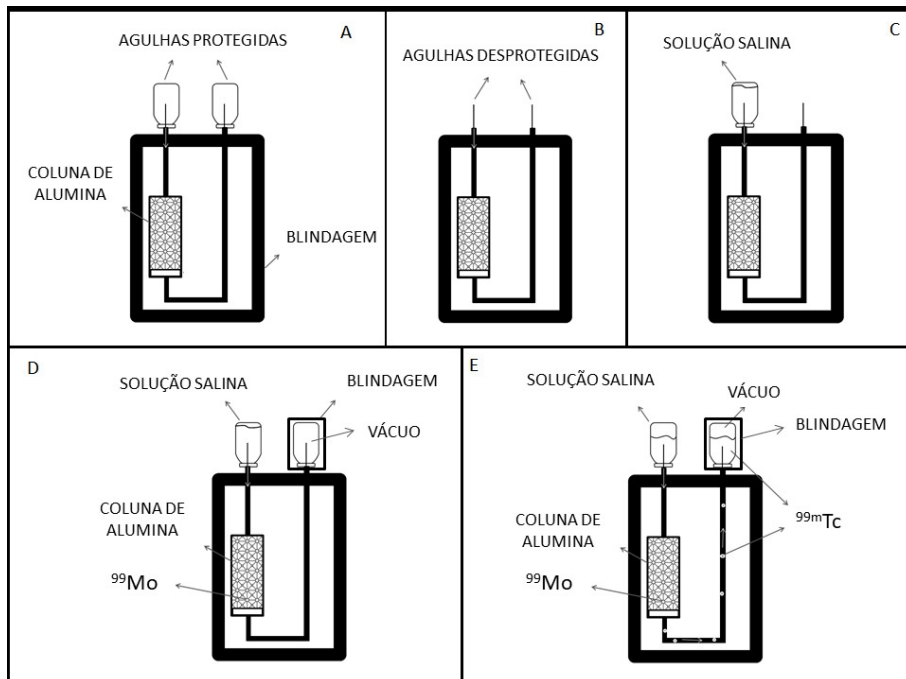 A
AGULHAS PROTEGIDAS
COLUNA DE
ALUMINA
BLINDAGEM
B
AGULHAS DESPROTEGIDAS
C
SOLUÇÃO SALINA
D
SOLUÇÃO SALINA
BLINDAGEM
VÁCUO
COLUNA DE
ALUMINA
⁹⁹Mo
E
SOLUÇÃO SALINA
VÁCUO
BLINDAGEM
COLUNA DE
ALUMINA
⁹⁹ᵐTc
⁹⁹Mo